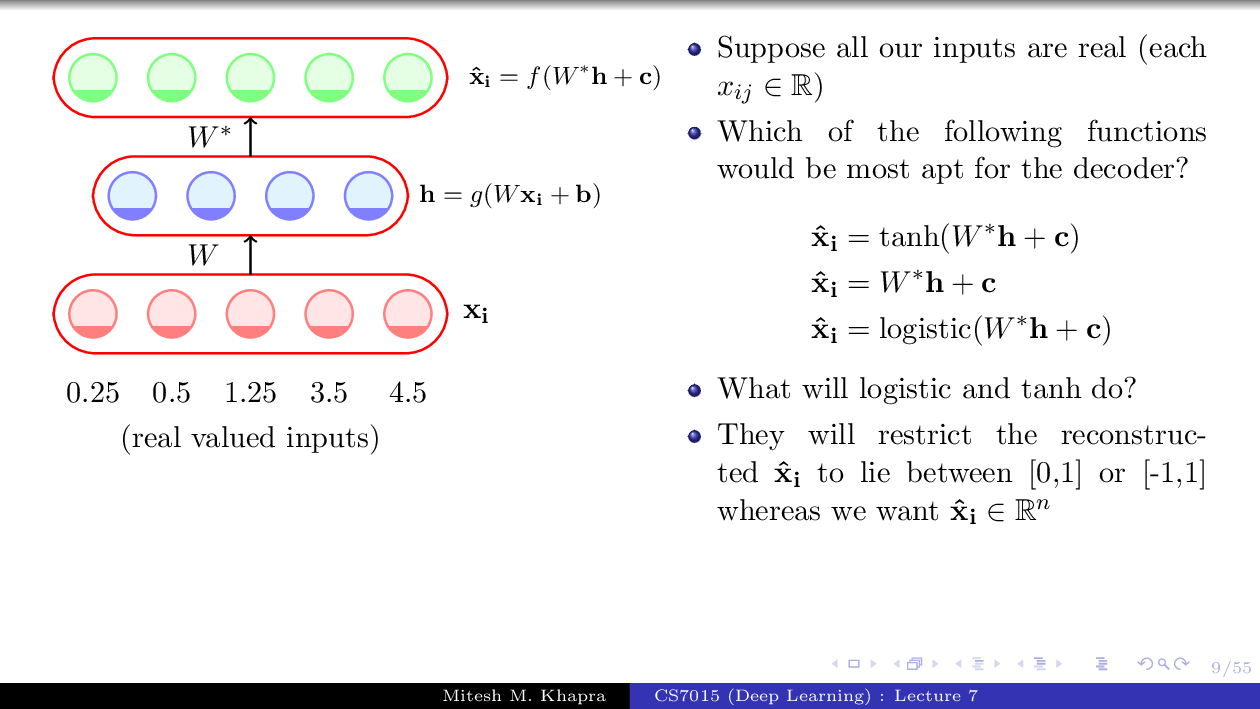 x̂ᵢ = f(W*h + c)
W*
h = g(Wxᵢ + b)
W
xᵢ
0.25 0.5 1.25 3.5 4.5
(real valued inputs)
Suppose all our inputs are real (each
xᵢⱼ ∈ ℝ)
Which of the following functions
would be most apt for the decoder?
x̂ᵢ = tanh(W*h + c)
x̂ᵢ = W*h + c
x̂ᵢ = logistic(W*h + c)
What will logistic and tanh do?
They will restrict the reconstruc-
ted x̂ᵢ to lie between [0,1] or [-1,1]
whereas we want x̂ᵢ ∈ ℝⁿ
9/55
Mitesh M. Khapra
CS7015 (Deep Learning) : Lecture 7